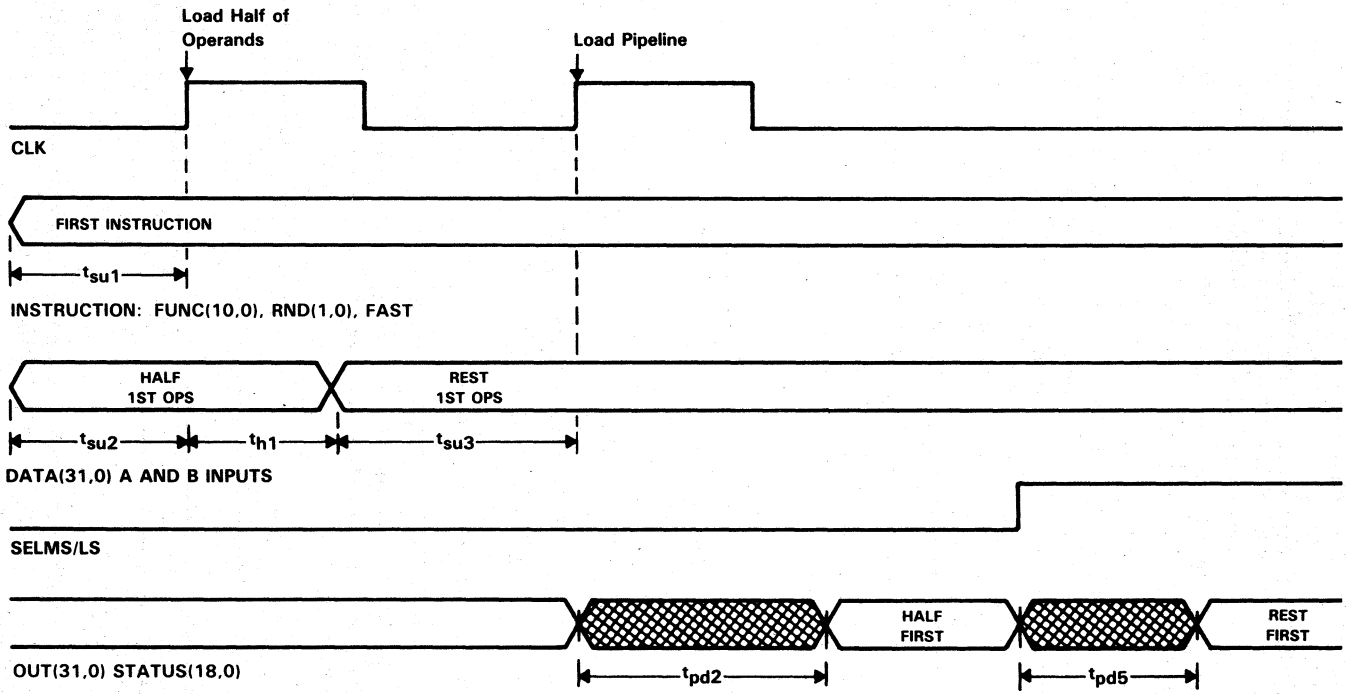 Load Half of
Operands
Load Pipeline
CLK
FIRST INSTRUCTION
tsu1
INSTRUCTION: FUNC(10,0), RND(1,0), FAST
HALF
1ST OPS
REST
1ST OPS
tsu2
th1
tsu3
DATA(31,0) A AND B INPUTS
SELMS/LS
HALF
FIRST
REST
FIRST
OUT(31,0) STATUS(18,0)
tpd2
tpd5